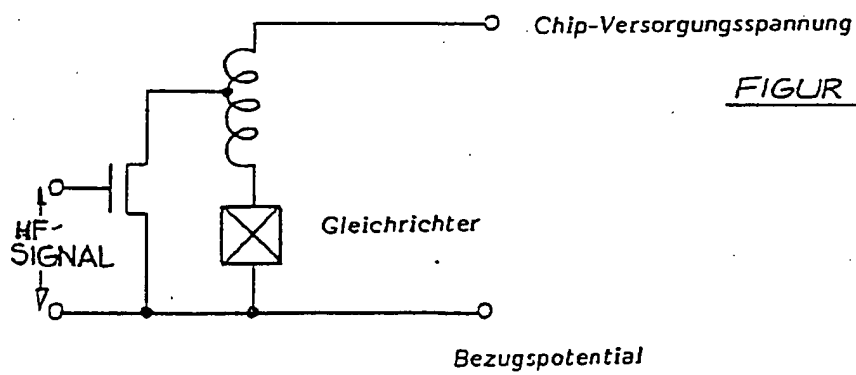 Chip-Versorgungsspannung
FIGUR
Gleichrichter
HF-
SIGNAL
Bezugspotential